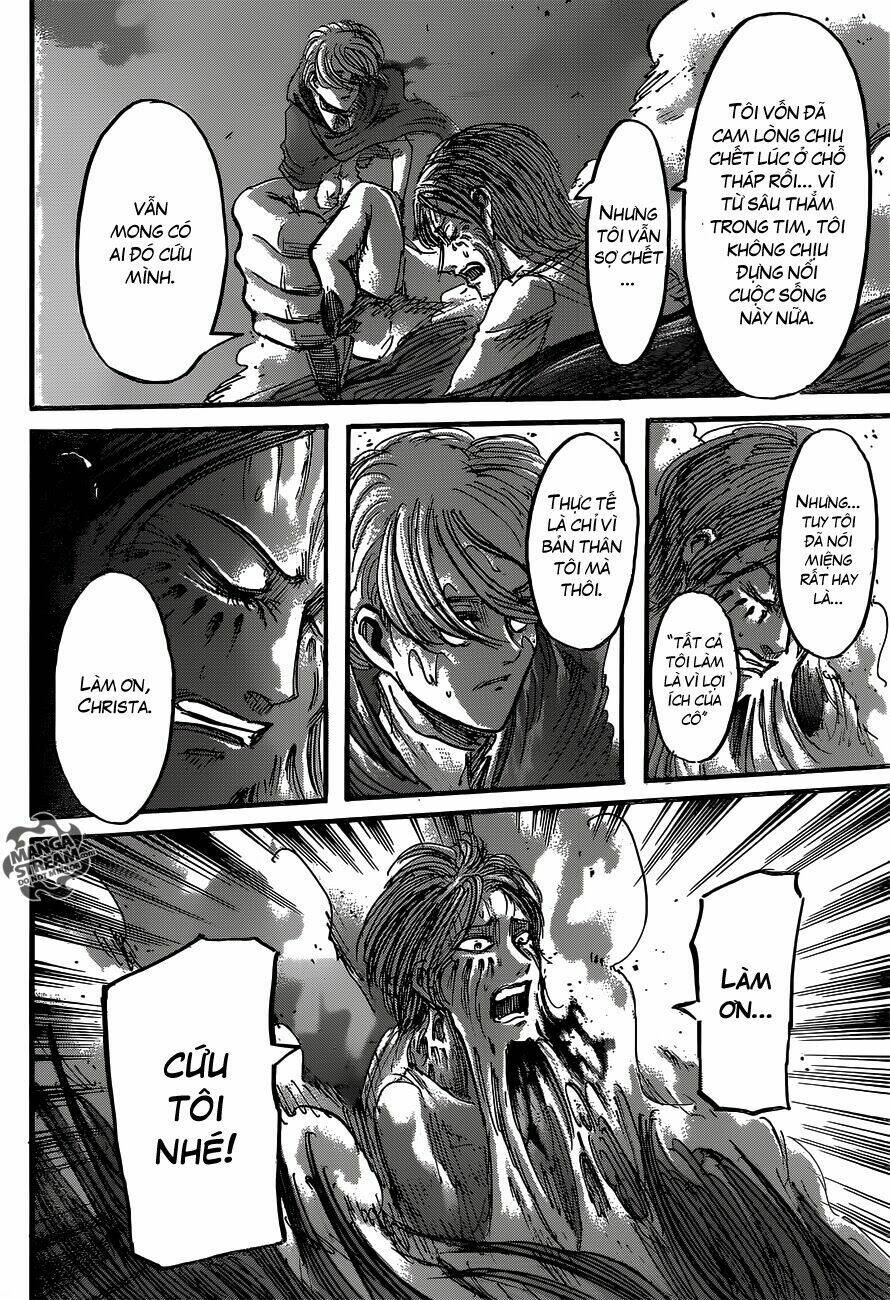 TÔI VỐN ĐÃ
CAM LÒNG CHỊU
CHẾT LÚC Ở CHỖ
THÁP RỒI... VÌ
TỪ SÂU THẲM
TRONG TIM, TÔI
KHÔNG CHỊU
ĐỰNG NỔI
CUỘC SỐNG
NÀY NỮA.
NHƯNG
TÔI VẪN
SỢ CHẾT
...
VẪN
MONG CÓ
AI ĐÓ CỨU
MÌNH.
NHƯNG...
TUY TÔI
ĐÃ NÓI
MIỆNG
RẤT HAY
LÀ...
"TẤT CẢ
TÔI LÀM
LÀ VÌ LỢI
ÍCH CỦA
CÔ"
THỰC TẾ
LÀ CHỈ VÌ
BẢN THÂN
TÔI MÀ
THÔI.
LÀM ƠN,
CHRISTA.
MANGA
STREAM
LÀM
ƠN...
CỨU
TÔI
NHÉ!